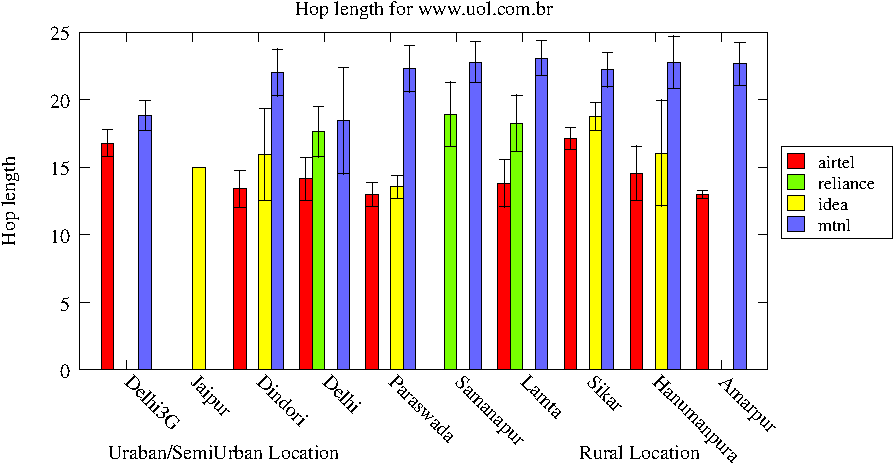 Hop length for www.uol.com.br
Hop length
25
20
15
10
5
0
airtel
reliance
idea
mtnl
Delhi3G
Jaipur
Dindori
Delhi
Paraswada
Samanapur
Lamta
Sikar
Hanumanpura
Amarpur
Uraban/SemiUrban Location
Rural Location